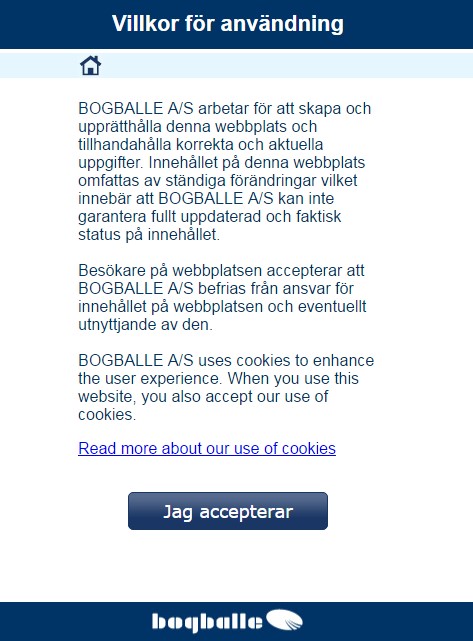 Villkor för användning
BOGBALLE A/S arbetar för att skapa och
upprätthålla denna webbplats och
tillhandahålla korrekta och aktuella
uppgifter. Innehållet på denna webbplats
omfattas av ständiga förändringar vilket
innebär att BOGBALLE A/S kan inte
garantera fullt uppdaterad och faktisk
status på innehållet.
Besökare på webbplatsen accepterar att
BOGBALLE A/S befrias från ansvar för
innehållet på webbplatsen och eventuellt
utnyttjande av den.
BOGBALLE A/S uses cookies to enhance
the user experience. When you use this
website, you also accept our use of
cookies.
Read more about our use of cookies
Jag accepterar
bogballe